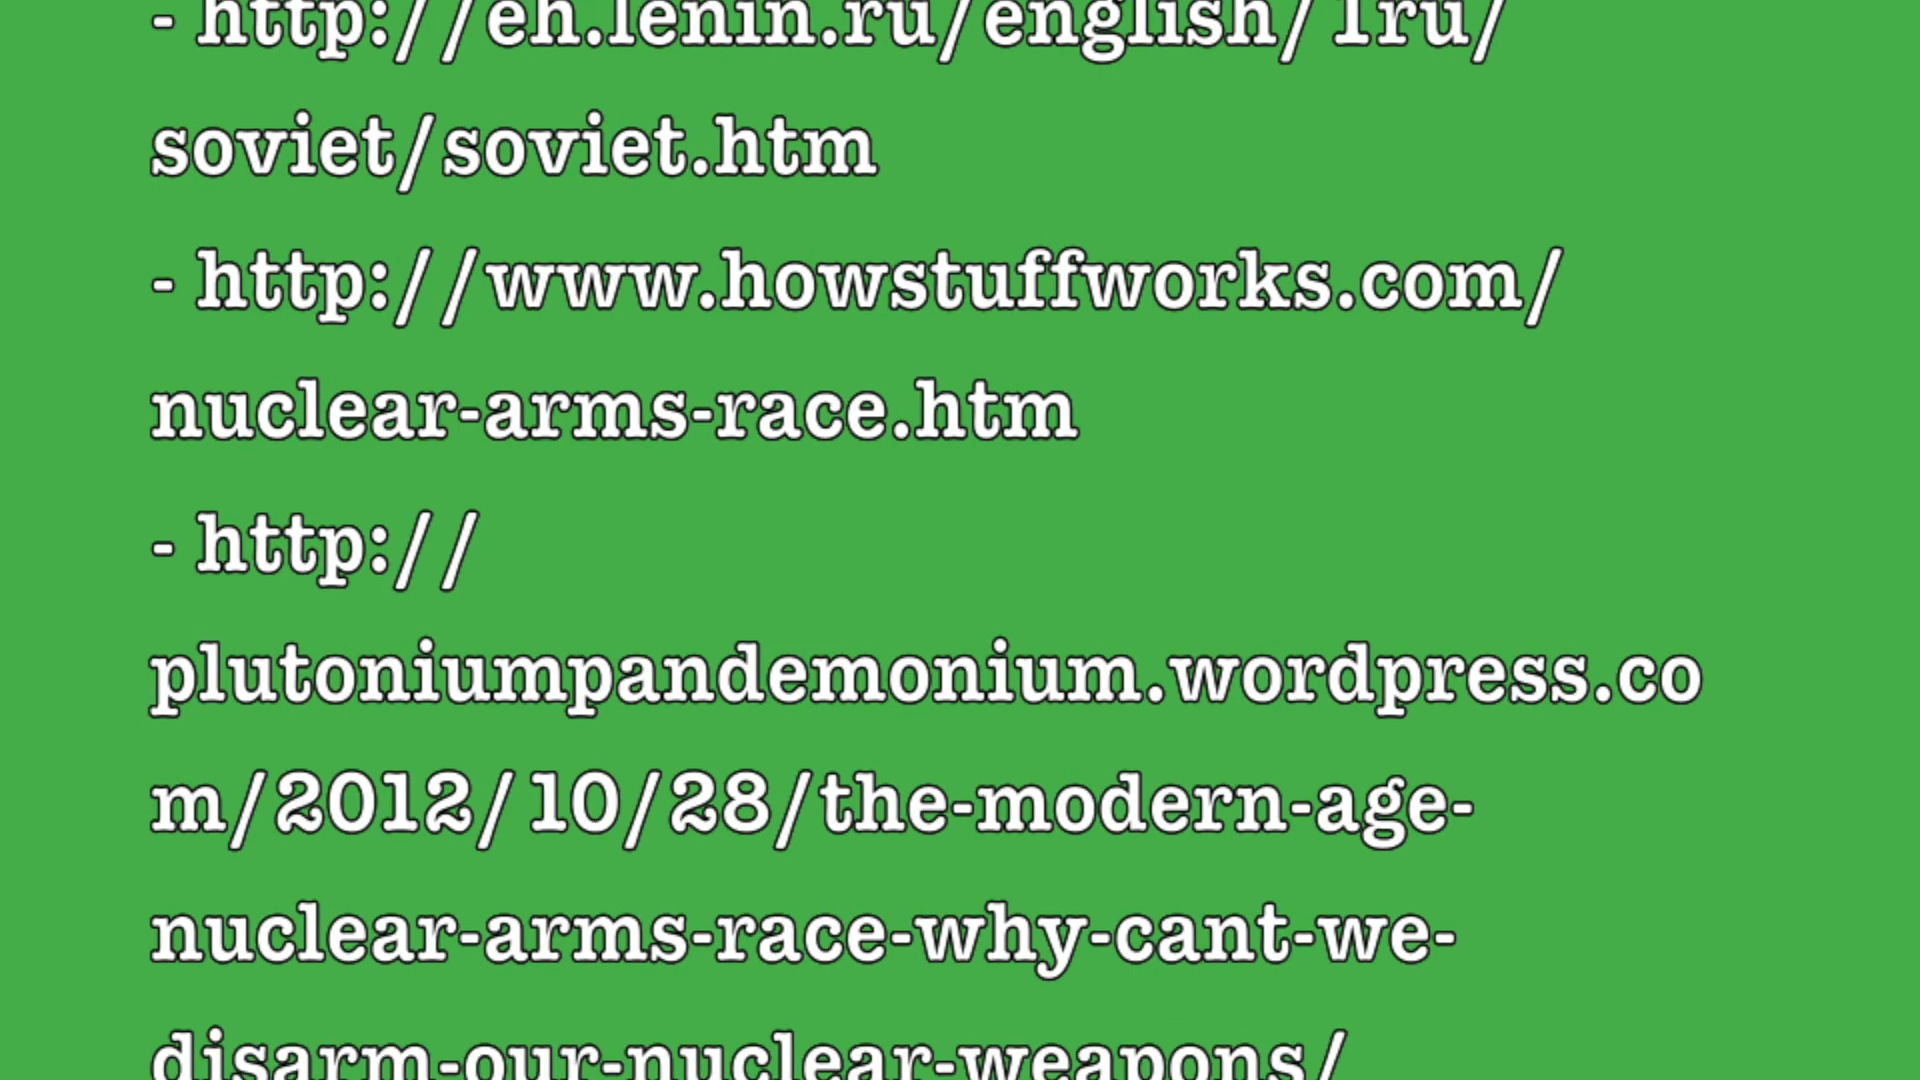 - http://eh.lenin.ru/english/1ru/
soviet/soviet.htm
- http://www.howstuffworks.com/
nuclear-arms-race.htm
- http://
plutoniumpandemonium.wordpress.co
m/2012/10/28/the-modern-age-
nuclear-arms-race-why-cant-we-
disarm-our-nuclear-weapons/